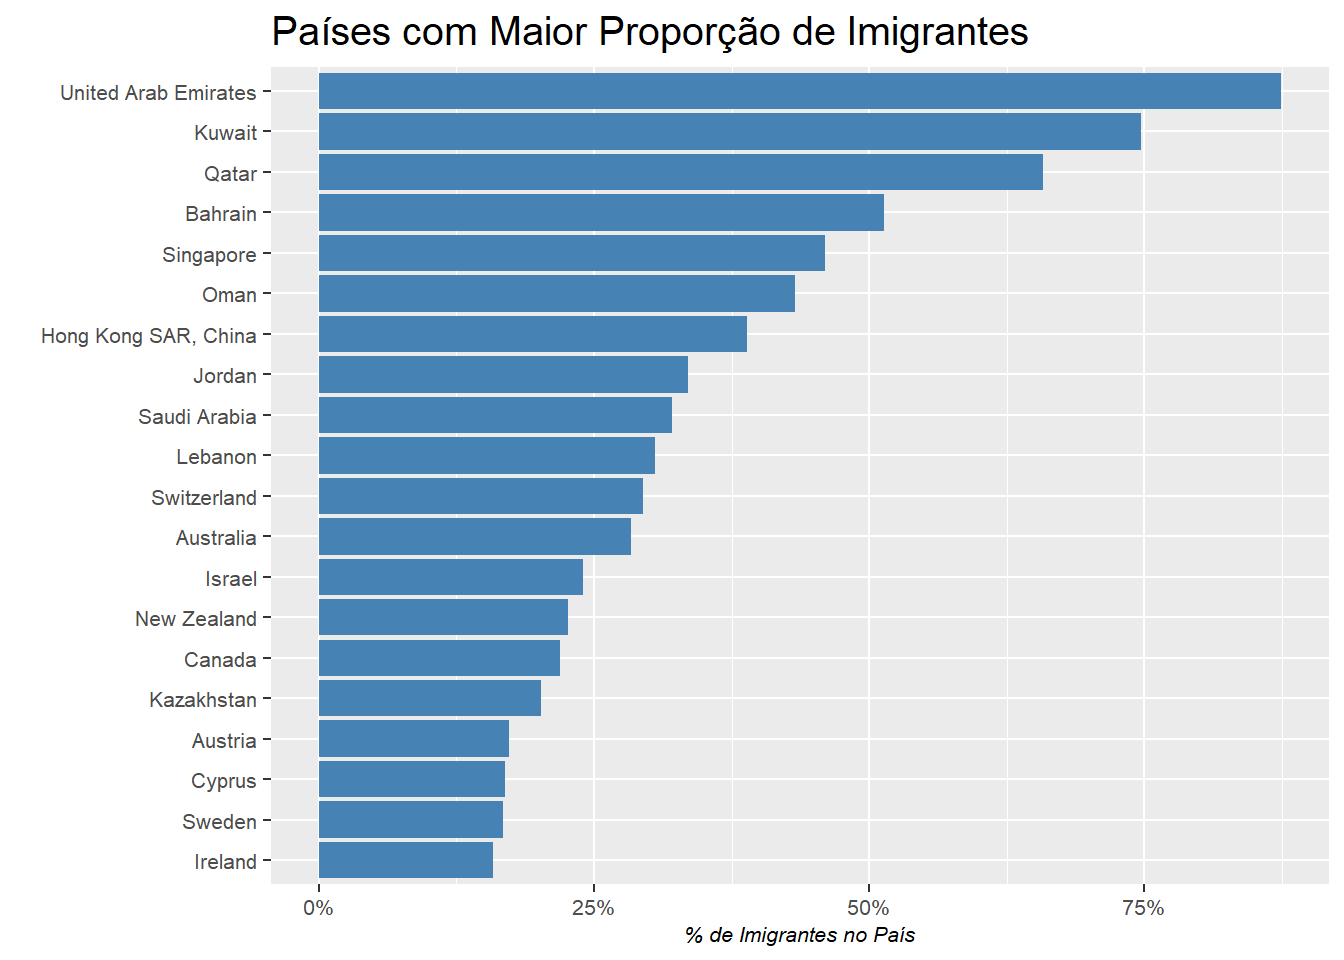 Países com Maior Proporção de Imigrantes
United Arab Emirates
Kuwait
Qatar
Bahrain
Singapore
Oman
Hong Kong SAR, China
Jordan
Saudi Arabia
Lebanon
Switzerland
Australia
Israel
New Zealand
Canada
Kazakhstan
Austria
Cyprus
Sweden
Ireland
0% 25% 50% 75%
% de Imigrantes no País